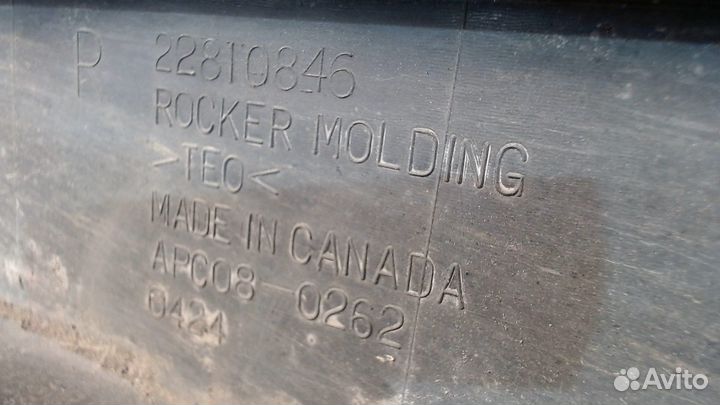 P 22810846
ROCKER MOLDING
>TEO<
MADE IN CANADA
APC08-0262
0424
Avito